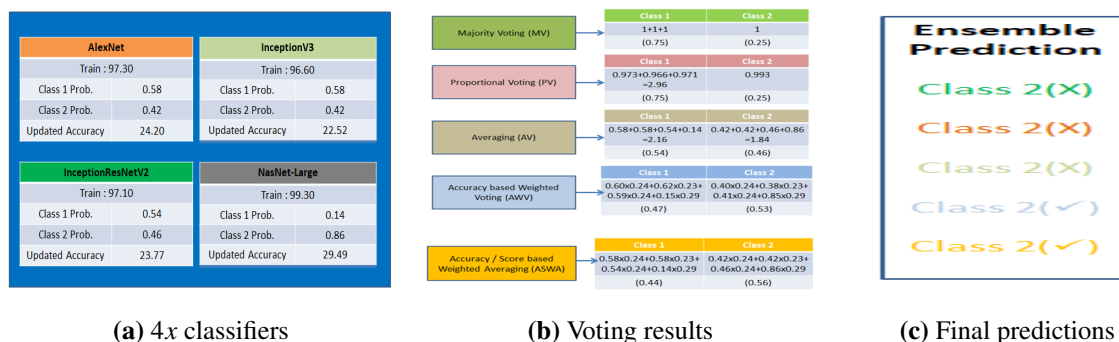 AlexNet
Train : 97.30
Class 1 Prob. 0.58
Class 2 Prob. 0.42
Updated Accuracy 24.20
InceptionV3
Train : 96.60
Class 1 Prob. 0.58
Class 2 Prob. 0.42
Updated Accuracy 22.52
InceptionResNetV2
Train : 97.10
Class 1 Prob. 0.54
Class 2 Prob. 0.46
Updated Accuracy 23.77
NasNet-Large
Train : 99.30
Class 1 Prob. 0.14
Class 2 Prob. 0.86
Updated Accuracy 29.49
(a) 4x classifiers
Majority Voting (MV)
Class 1 Class 2
1+1+1 1
(0.75) (0.25)
Proportional Voting (PV)
Class 1 Class 2
0.973+0.966+0.971 0.993
=2.96
(0.75) (0.25)
Averaging (AV)
Class 1 Class 2
0.58+0.58+0.54+0.14 0.42+0.42+0.46+0.86
=2.16 =1.84
(0.54) (0.46)
Accuracy based Weighted
Voting (AWV)
Class 1 Class 2
0.60x0.24+0.62x0.23+ 0.40x0.24+0.38x0.23+
0.59x0.24+0.15x0.29 0.41x0.24+0.85x0.29
(0.47) (0.53)
Accuracy / Score based
Weighted Averaging (ASWA)
Class 1 Class 2
0.58x0.24+0.58x0.23+ 0.42x0.24+0.42x0.23+
0.54x0.24+0.14x0.29 0.46x0.24+0.86x0.29
(0.44) (0.56)
(b) Voting results
Ensemble
Prediction
Class 2(X)
Class 2(X)
Class 2(X)
Class 2(✓)
Class 2(✓)
(c) Final predictions